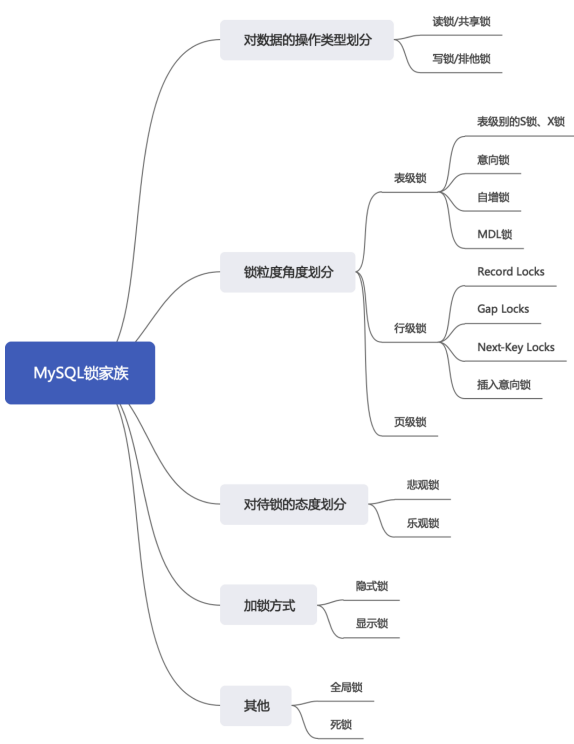 MySQL锁家族
对数据的操作类型划分
读锁/共享锁
写锁/排他锁
锁粒度角度划分
表级锁
表级别的S锁、X锁
意向锁
自增锁
MDL锁
行级锁
Record Locks
Gap Locks
Next-Key Locks
插入意向锁
页级锁
对待锁的态度划分
悲观锁
乐观锁
加锁方式
隐式锁
显示锁
其他
全局锁
死锁